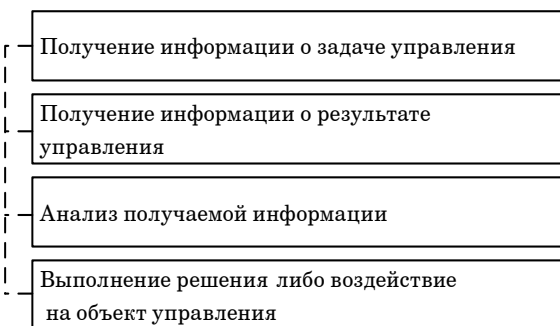 Получение информации о задаче управления
Получение информации о результате
управления
Анализ получаемой информации
Выполнение решения либо воздействие
на объект управления